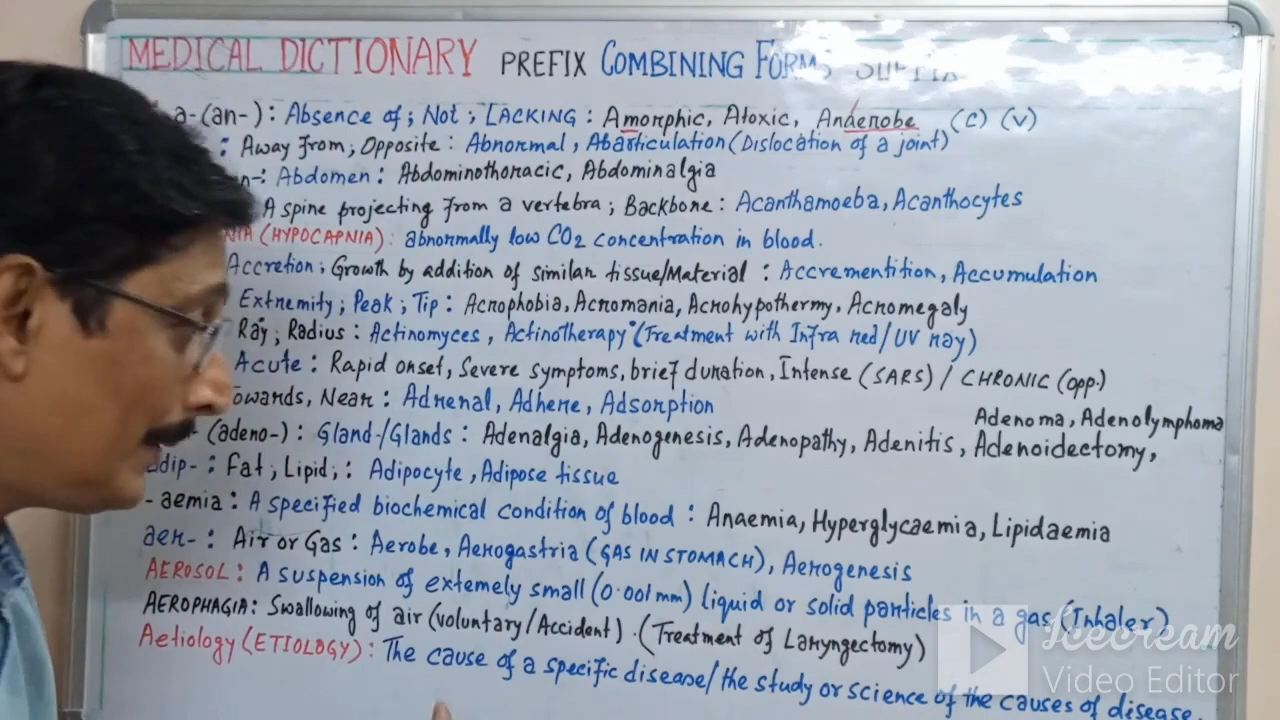 MEDICAL DICTIONARY PREFIX COMBINING FORMS SUFFIX
a-(an-): Absence of; Not; LACKING: Amorphic, Atoxic, Anaerobe (C) (V)
: Away from; Opposite: Abnormal, Abarticulation (Dislocation of a joint)
n-: Abdomen: Abdominothoracic, Abdominalgia
A spine projecting from a vertebra; Backbone: Acanthamoeba, Acanthocytes
NIA (HYPOCAPNIA): abnormally low CO2 concentration in blood.
Accretion; Growth by addition of similar tissue/Material: Accrementition, Accumulation
Extremity; Peak; Tip: Acrophobia, Acromania, Acrohypothermy, Acromegaly
Ray; Radius: Actinomyces, Actinotherapy (Treatment with Infra red/UV ray)
Acute: Rapid onset, Severe symptoms, brief duration, Intense (SARS) / CHRONIC (opp.)
Towards, Near: Adrenal, Adhere, Adsorption
Adenoma, Adenolymphoma
- (adeno-): Gland-/Glands: Adenalgia, Adenogenesis, Adenopathy, Adenitis, Adenoidectomy,
adip-: Fat; Lipid;: Adipocyte, Adipose tissue
-aemia: A specified biochemical condition of blood: Anaemia, Hyperglycaemia, Lipidaemia
aer-: Air or Gas: Aerobe, Aerogastria (GAS IN STOMACH), Aerogenesis
AEROSOL: A suspension of extemely small (0.001mm) liquid or solid particles in a gas (Inhaler)
AEROPHAGIA: Swallowing of air (voluntary/Accident). (Treatment of Laryngectomy)
Aetiology (ETIOLOGY): The cause of a specific disease/ the study or science of the causes of disease.
Icecream
Video Editor